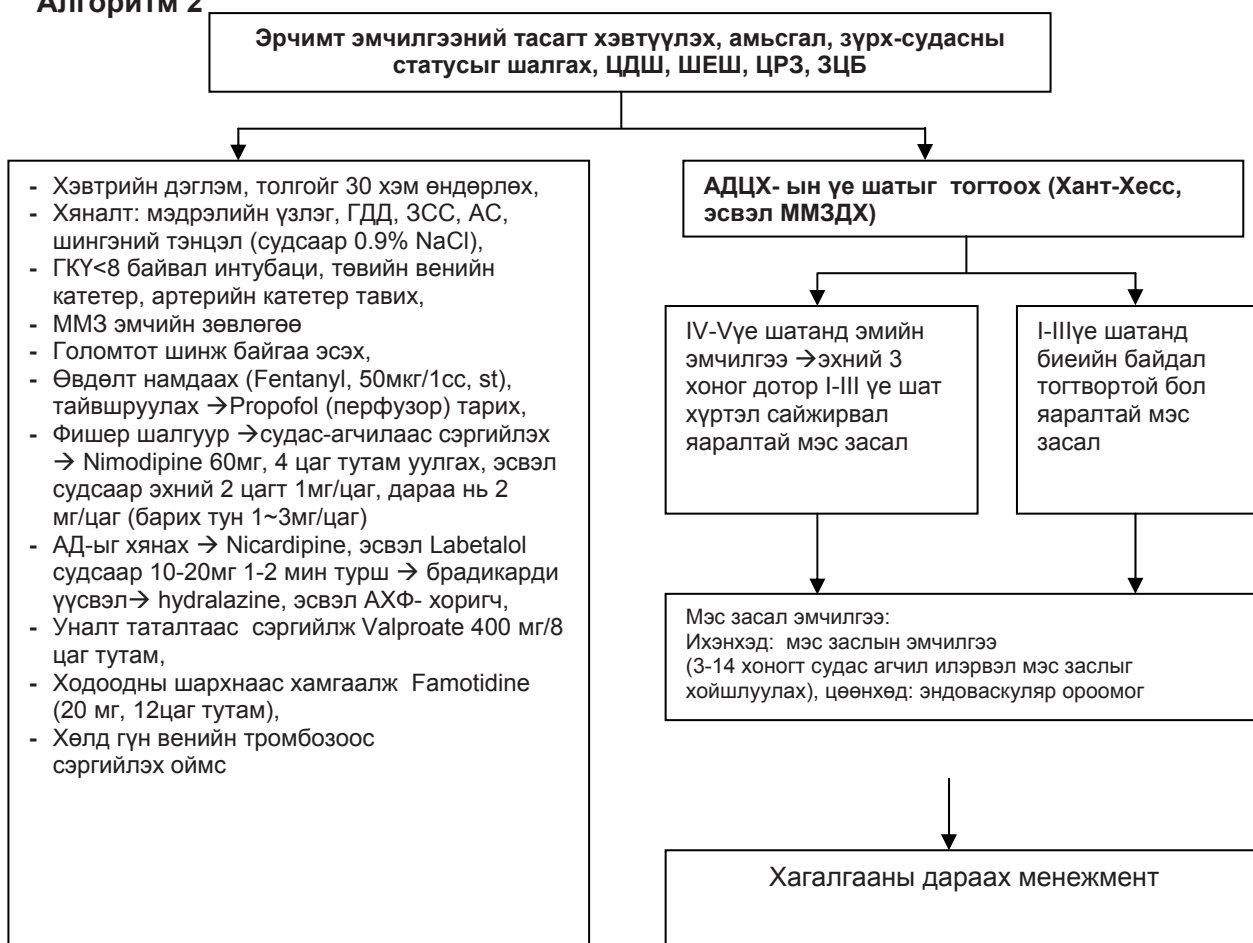 Алгоритм 2
Эрчимт эмчилгээний тасагт хэвтүүлэх, амьсгал, зүрх-судасны
статусыг шалгах, ЦДШ, ШЕШ, ЦРЗ, ЗЦБ
- Хэвтрийн дэглэм, толгойг 30 хэм өндөрлөх,
- Хяналт: мэдрэлийн үзлэг, ГДД, ЗСС, АС,
шингэний тэнцэл (судсаар 0.9% NaCl),
- ГКҮ<8 байвал интубаци, төвийн венийн
катетер, артерийн катетер тавих,
- ММЗ эмчийн зөвлөгөө
- Голомтот шинж байгаа эсэх,
- Өвдөлт намдаах (Fentanyl, 50мкг/1сс, st),
тайвшруулах →Propofol (перфузор) тарих,
- Фишер шалгуур →судас-агчилаас сэргийлэх
→ Nimodipine 60мг, 4 цаг тутам уулгах, эсвэл
судсаар эхний 2 цагт 1мг/цаг, дараа нь 2
мг/цаг (барих тун 1~3мг/цаг)
- АД-ыг хянах → Nicardipine, эсвэл Labetalol
судсаар 10-20мг 1-2 мин турш → брадикарди
үүсвэл→ hydralazine, эсвэл АХФ- хоригч,
- Уналт таталтаас сэргийлж Valproate 400 мг/8
цаг тутам,
- Ходоодны шархнаас хамгаалж Famotidine
(20 мг, 12цаг тутам),
- Хөлд гүн венийн тромбозоос
сэргийлэх оймс
АДЦХ- ын үе шатыг тогтоох (Хант-Хесс,
эсвэл ММЗДХ)
IV-Vүе шатанд эмийн
эмчилгээ →эхний 3
хоног дотор I-III үе шат
хүртэл сайжирвал
яаралтай мэс засал
I-IIIүе шатанд
биеийн байдал
тогтвортой бол
яаралтай мэс
засал
Мэс засал эмчилгээ:
Ихэнхэд: мэс заслын эмчилгээ
(3-14 хоногт судас агчил илэрвэл мэс заслыг
хойшлуулах), цөөнхөд: эндоваскуляр ороомог
Хагалгааны дараах менежмент